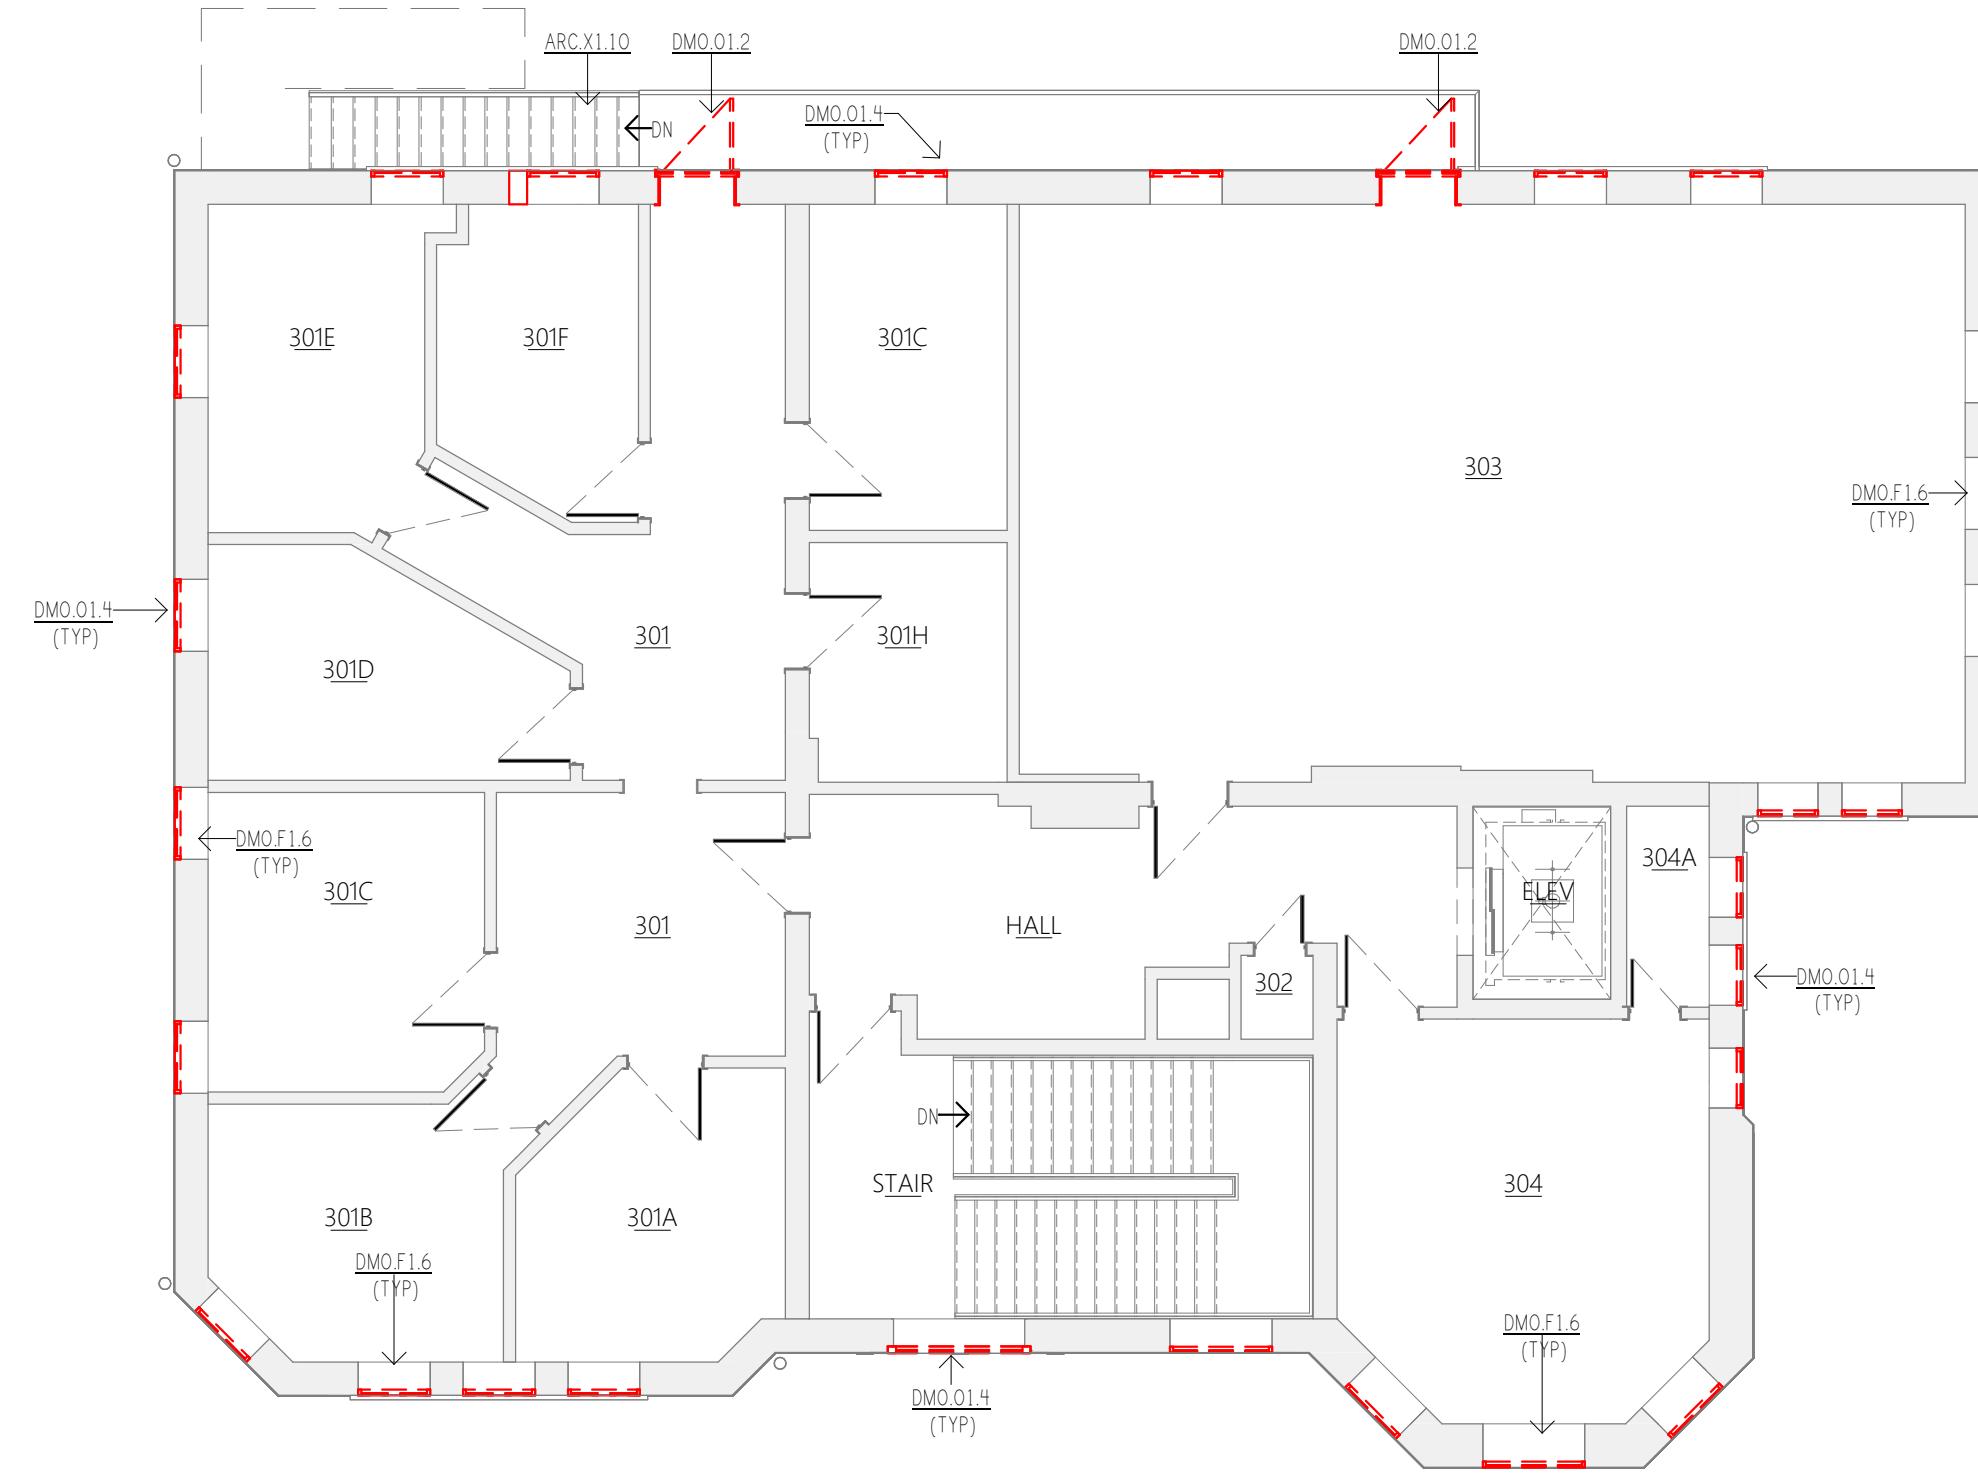 ARC.X1.10
DMO.01.2
DMO.01.2
DMO.01.4
(TYP)
DN
301E
301F
301C
303
DMO.F1.6
(TYP)
DMO.01.4
(TYP)
301
301H
301D
DMO.F1.6
(TYP)
301C
301
HALL
ELEV
304A
302
DMO.01.4
(TYP)
DN
STAIR
304
301B
301A
DMO.F1.6
(TYP)
DMO.F1.6
(TYP)
DMO.01.4
(TYP)